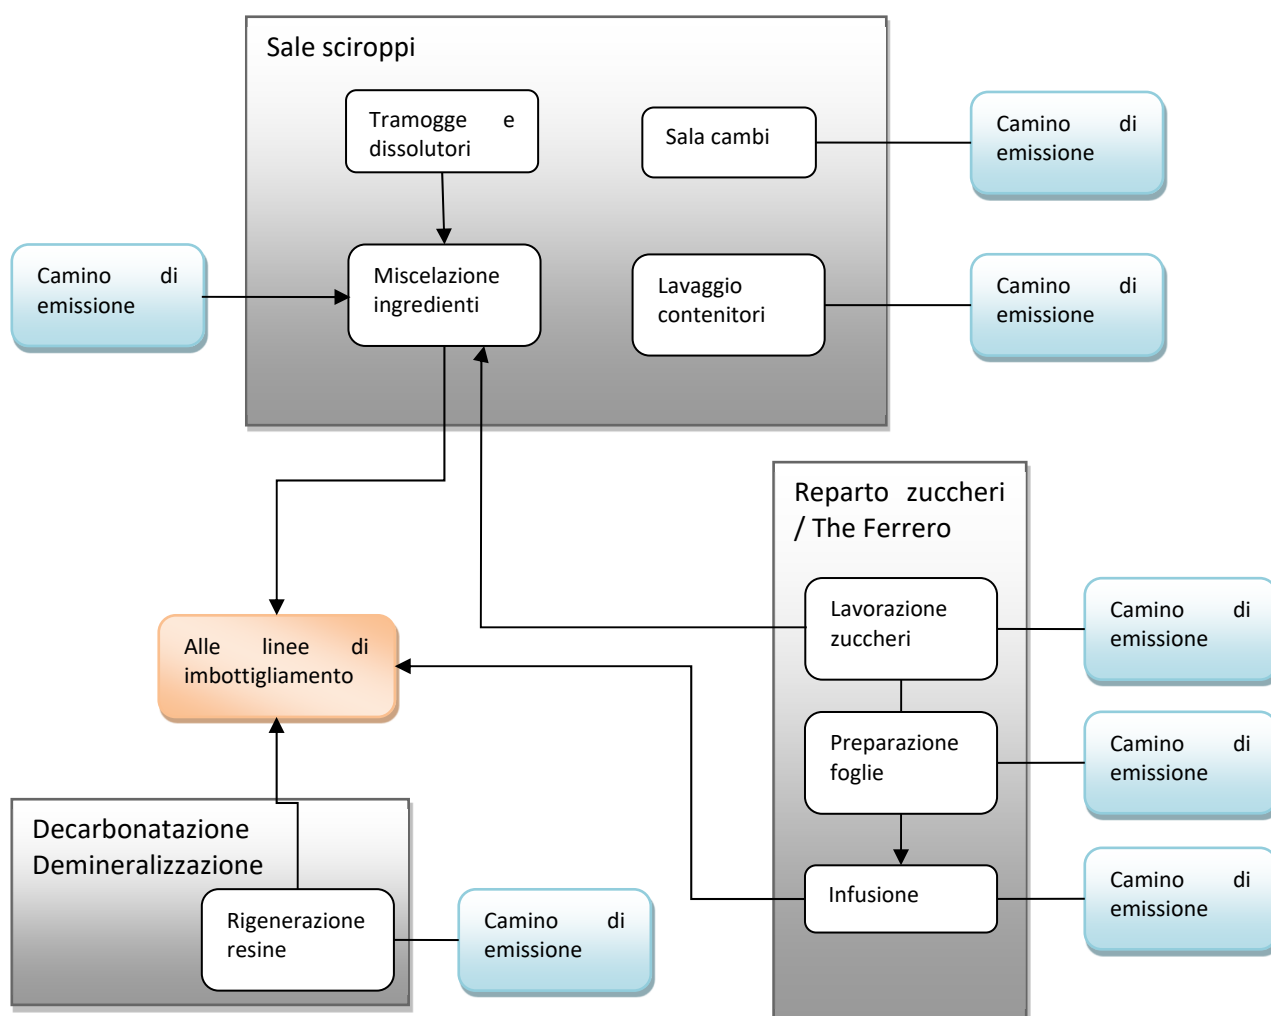 Sale sciroppi
Tramogge e
dissolutori
Sala cambi
Camino di
emissione
Camino di
emissione
Miscelazione
ingredienti
Lavaggio
contenitori
Camino di
emissione
Reparto zuccheri
/ The Ferrero
Lavorazione
zuccheri
Camino di
emissione
Alle linee di
imbottigliamento
Preparazione
foglie
Camino di
emissione
Decarbonatazione
Demineralizzazione
Infusione
Camino di
emissione
Rigenerazione
resine
Camino di
emissione